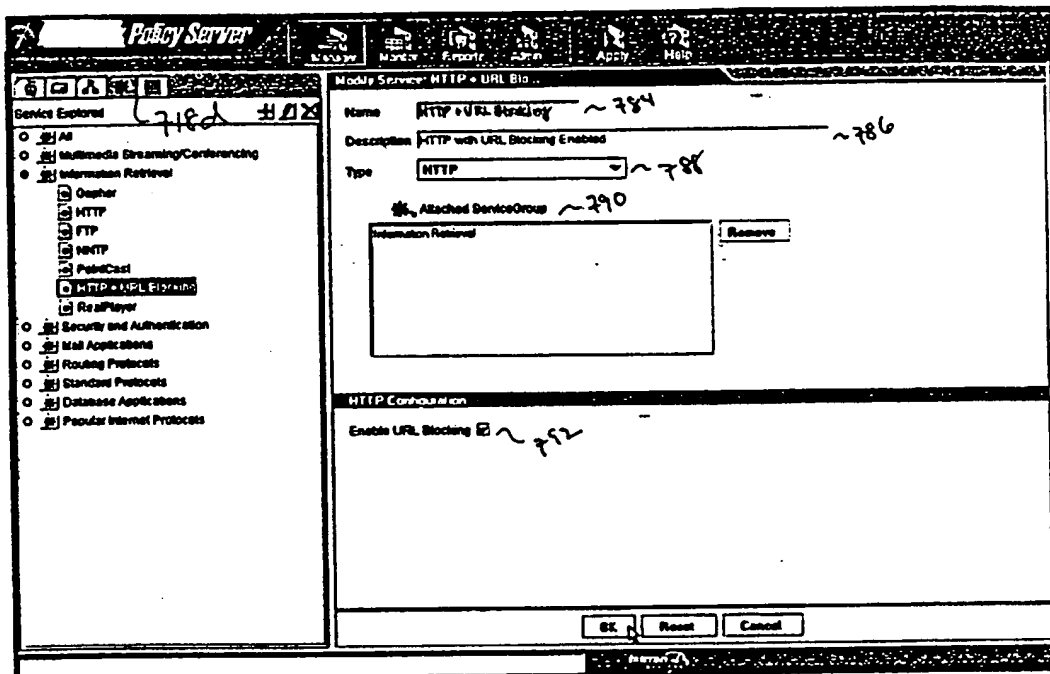 Policy Server
Manager Monitor Reports Admin Apply Help
Service Explored 718d
All
Multimedia Streaming/Conferencing
Information Retrieval
Gopher
HTTP
FTP
NNTP
PointCast
HTTP + URL Blocking
RealPlayer
Security and Authentication
Mail Applications
Routing Protocols
Standard Protocols
Database Applications
Popular Internet Protocols
Modify Service: HTTP + URL Blo...
Name HTTP + URL Blocking ~ 784
Description HTTP with URL Blocking Enabled ~ 786
Type HTTP ~ 788
Attached ServiceGroup ~ 790
Information Retrieval
Remove
HTTP Configuration
Enable URL Blocking ~ 792
OK Reset Cancel